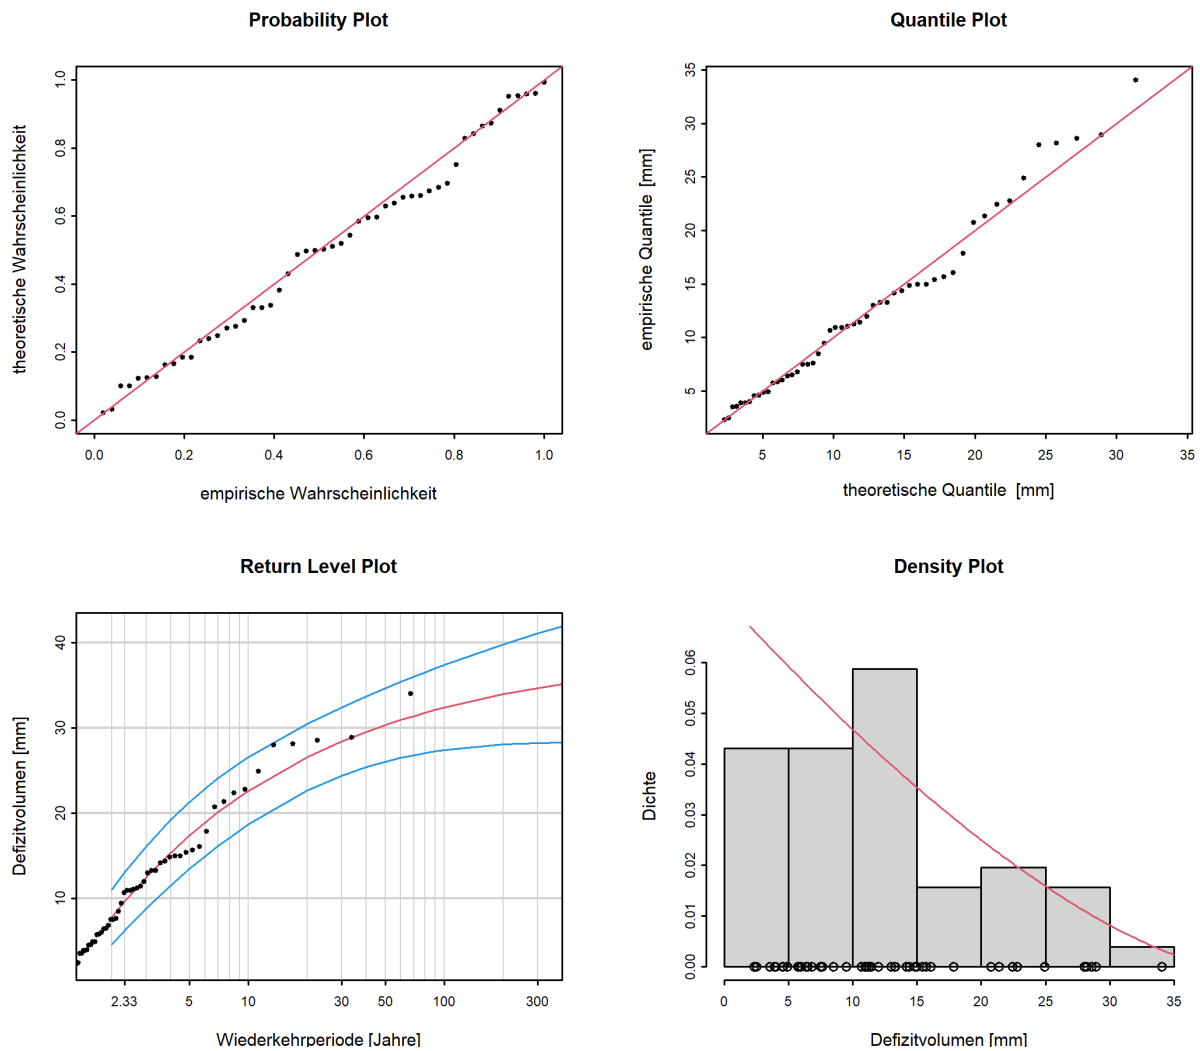 Probability Plot
theoretische Wahrscheinlichkeit
1.0
0.8
0.6
0.4
0.2
0.0
0.0 0.2 0.4 0.6 0.8 1.0
empirische Wahrscheinlichkeit
Quantile Plot
empirische Quantile [mm]
35
30
25
20
15
10
5
5 10 15 20 25 30 35
theoretische Quantile [mm]
Return Level Plot
Defizitvolumen [mm]
40
30
20
10
2.33 5 10 30 50 100 300
Wiederkehrperiode [Jahre]
Density Plot
Dichte
0.06
0.05
0.04
0.03
0.02
0.01
0.00
0 5 10 15 20 25 30 35
Defizitvolumen [mm]